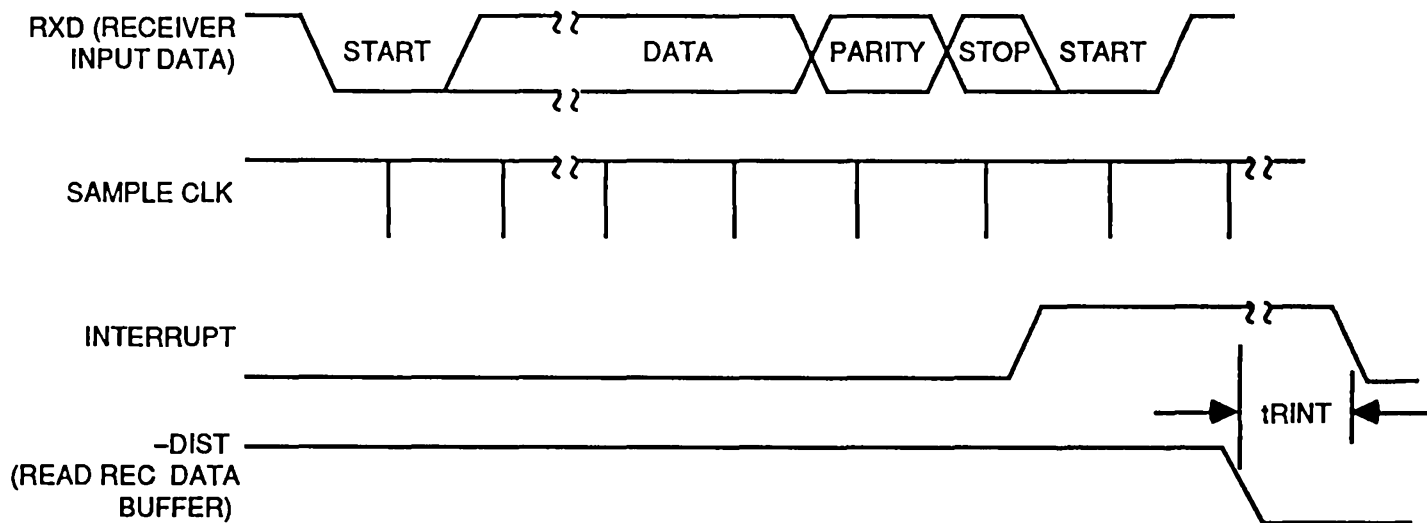 RXD (RECEIVER
INPUT DATA)
START
DATA
PARITY
STOP
START
SAMPLE CLK
INTERRUPT
tRINT
–DIST
(READ REC DATA
BUFFER)